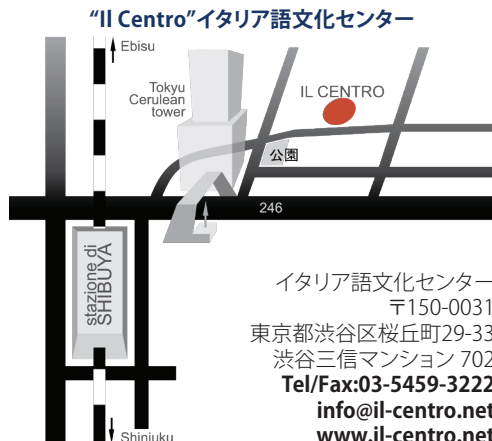 “Il Centro”イタリア語文化センター
Ebisu
Tokyu
Cerulean
tower
IL CENTRO
公園
246
stazione di
SHIBUYA
イタリア語文化センター
〒150-0031
東京都渋谷区桜丘町29-33
渋谷三信マンション 702
Tel/Fax:03-5459-3222
info@il-centro.net
www.il-centro.net
Shinjuku